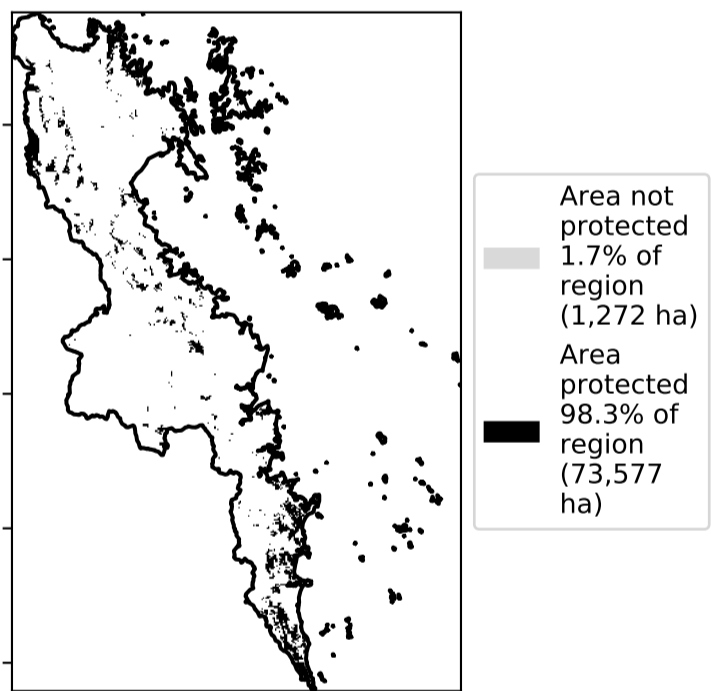 Area not
protected
1.7% of
region
(1,272 ha)
Area
protected
98.3% of
region
(73,577
ha)